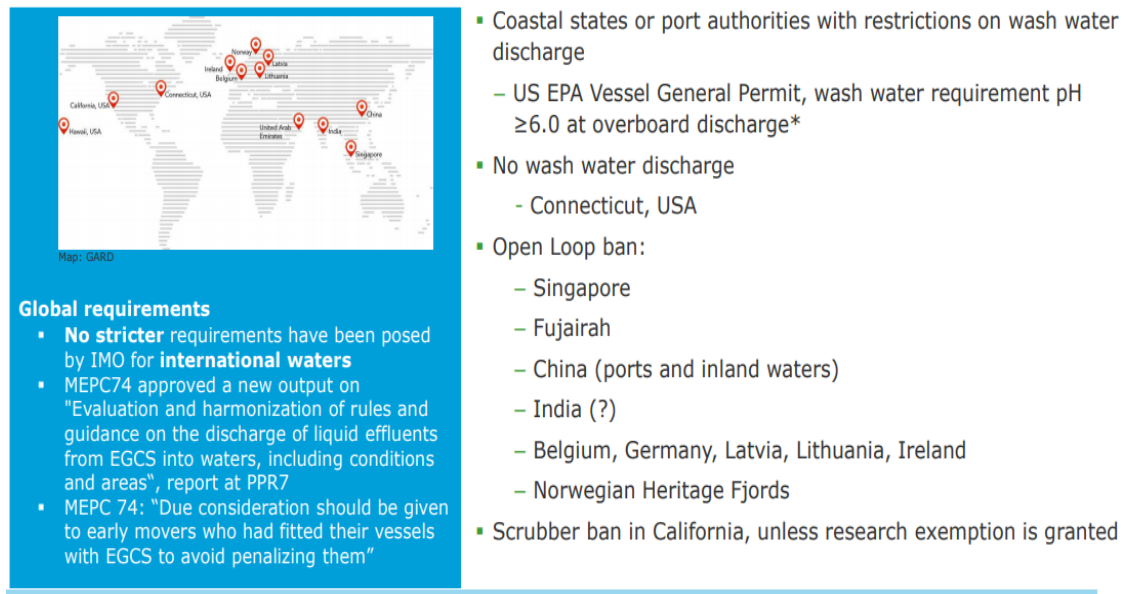 Norway
Latvia
Ireland
Lithuania
Belgium
Connecticut, USA
California, USA
China
Hawaii, USA
United Arab
Emirates
India
Singapore
Map: GARD
Global requirements
▪ No stricter requirements have been posed
by IMO for international waters
▪ MEPC74 approved a new output on
"Evaluation and harmonization of rules and
guidance on the discharge of liquid effluents
from EGCS into waters, including conditions
and areas“, report at PPR7
▪ MEPC 74: “Due consideration should be given
to early movers who had fitted their vessels
with EGCS to avoid penalizing them”
▪ Coastal states or port authorities with restrictions on wash water
discharge
– US EPA Vessel General Permit, wash water requirement pH
≥6.0 at overboard discharge*
▪ No wash water discharge
- Connecticut, USA
▪ Open Loop ban:
– Singapore
– Fujairah
– China (ports and inland waters)
– India (?)
– Belgium, Germany, Latvia, Lithuania, Ireland
– Norwegian Heritage Fjords
▪ Scrubber ban in California, unless research exemption is granted